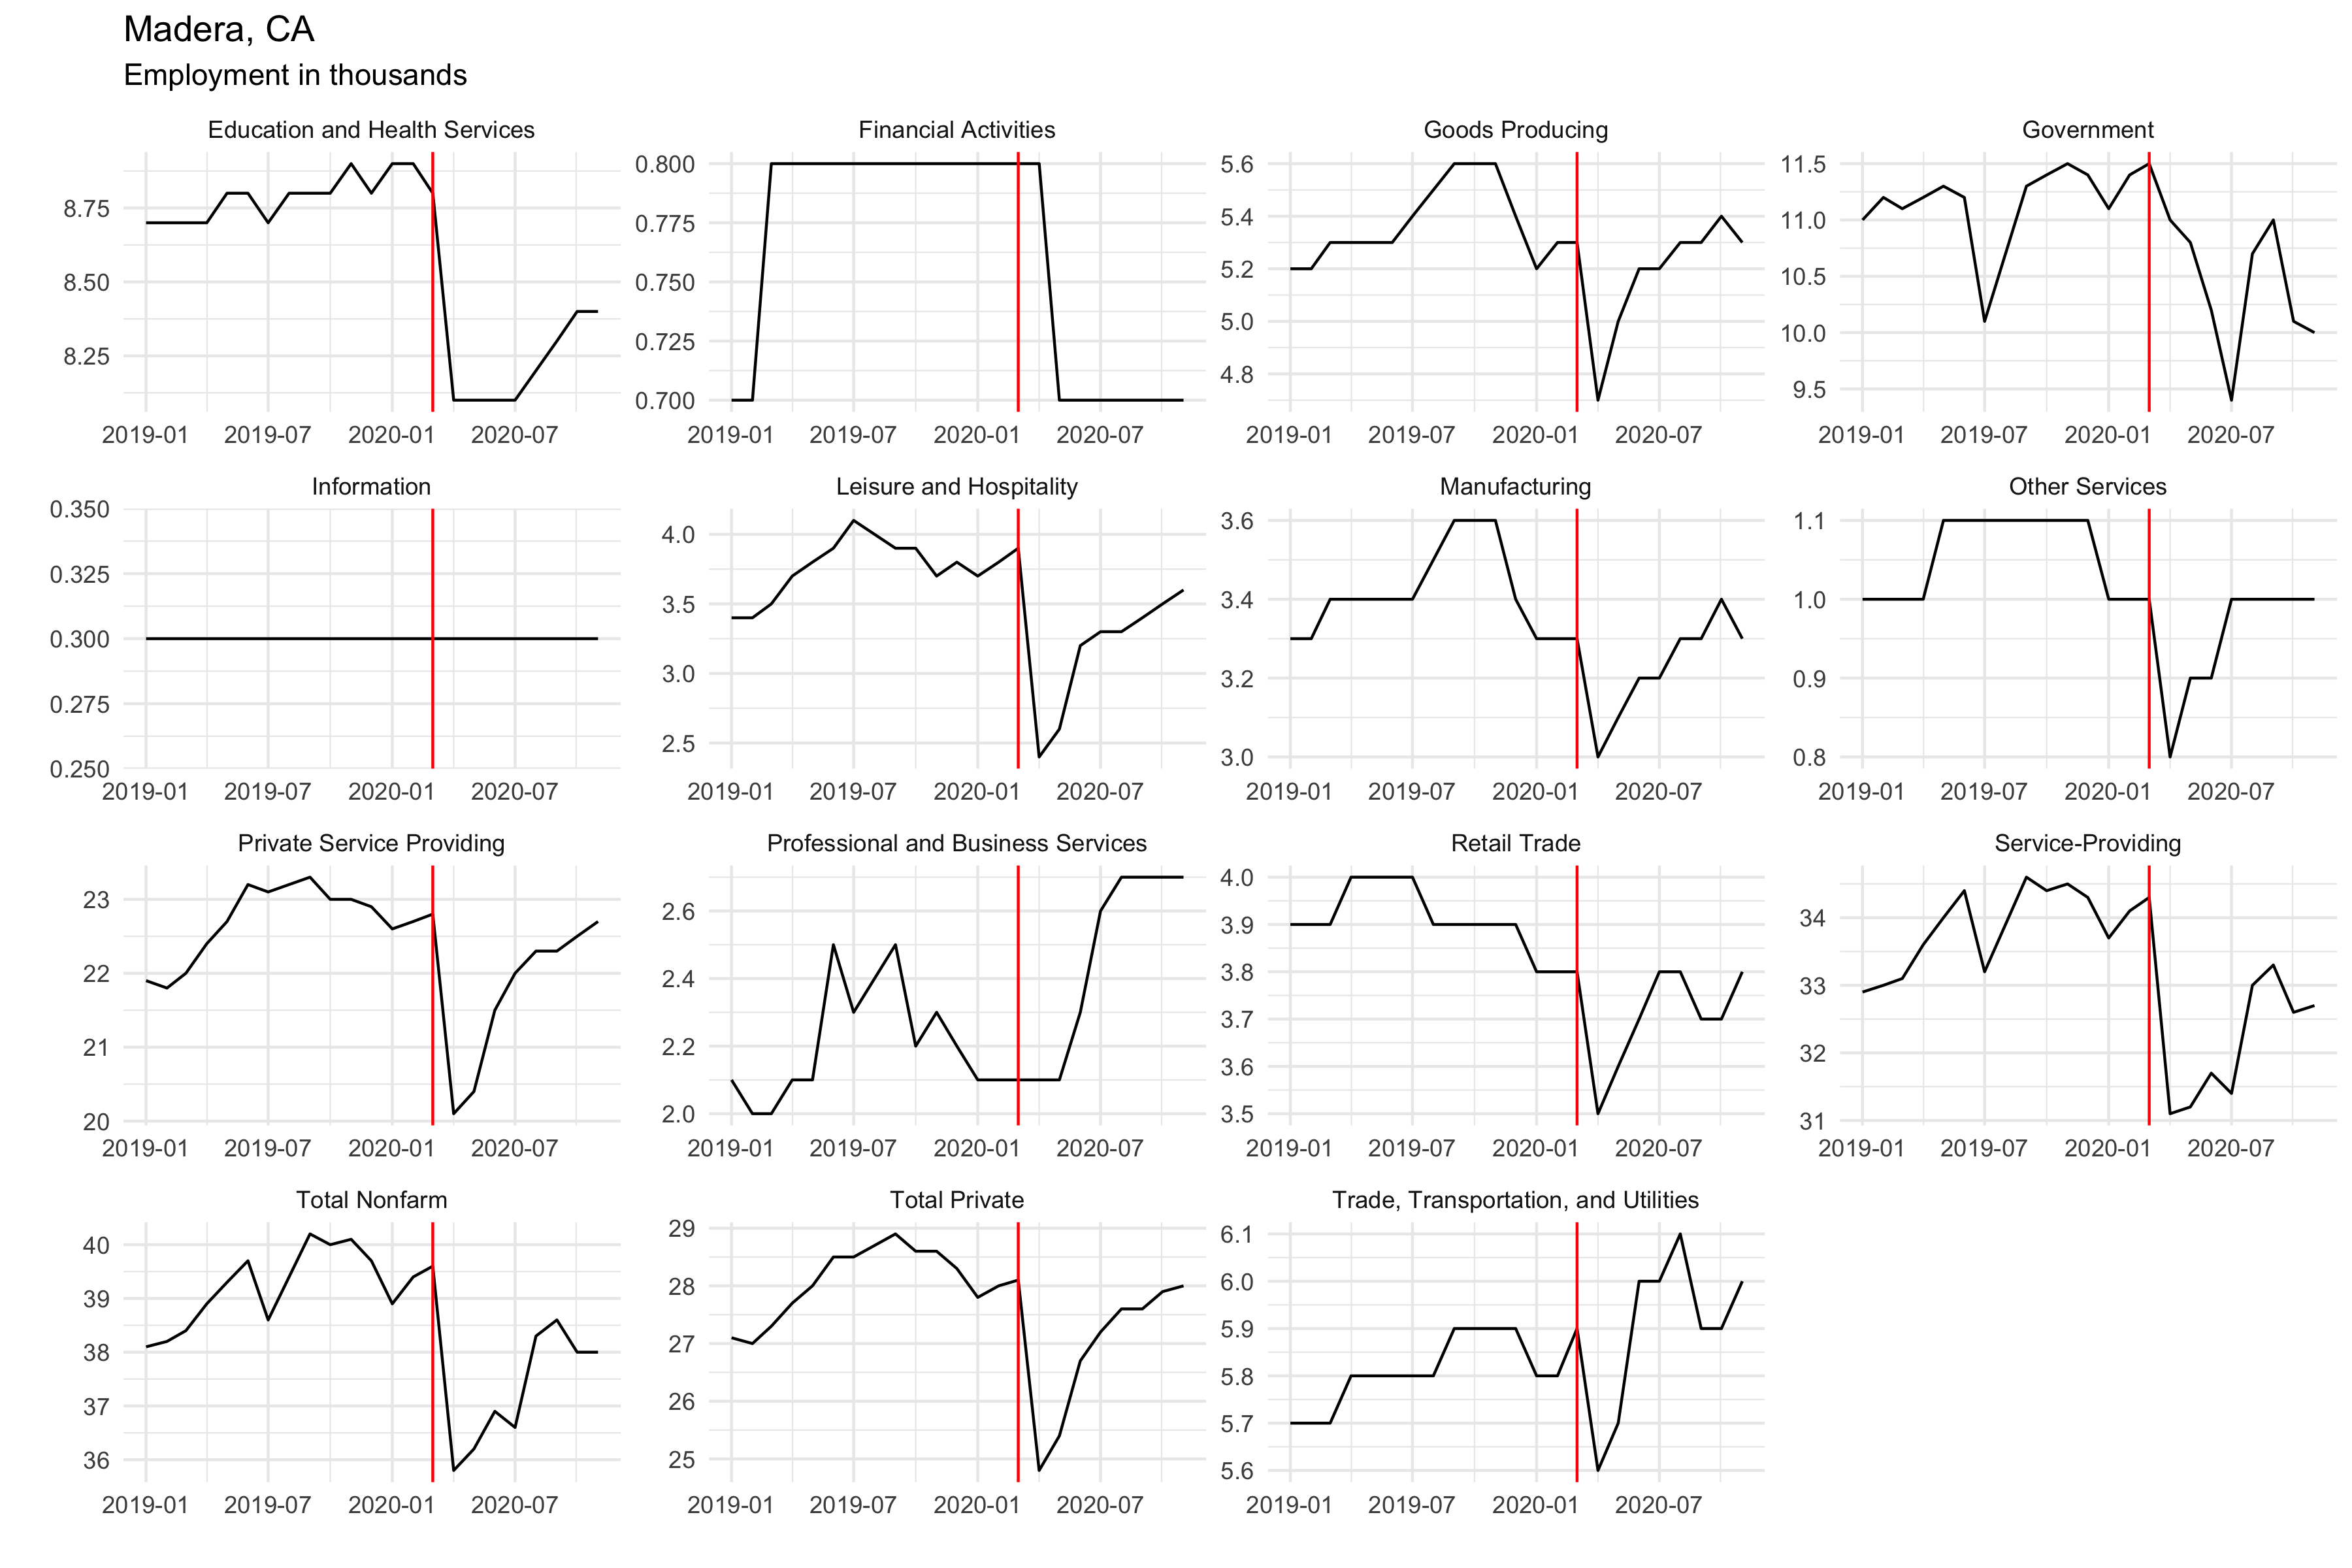 Madera, CA
Employment in thousands
Education and Health Services
8.75
8.50
8.25
2019-01 2019-07 2020-01 2020-07
Financial Activities
0.800
0.775
0.750
0.725
0.700
2019-01 2019-07 2020-01 2020-07
Goods Producing
5.6
5.4
5.2
5.0
4.8
2019-01 2019-07 2020-01 2020-07
Government
11.5
11.0
10.5
10.0
9.5
2019-01 2019-07 2020-01 2020-07
Information
0.350
0.325
0.300
0.275
0.250
2019-01 2019-07 2020-01 2020-07
Leisure and Hospitality
4.0
3.5
3.0
2.5
2019-01 2019-07 2020-01 2020-07
Manufacturing
3.6
3.4
3.2
3.0
2019-01 2019-07 2020-01 2020-07
Other Services
1.1
1.0
0.9
0.8
2019-01 2019-07 2020-01 2020-07
Private Service Providing
23
22
21
20
2019-01 2019-07 2020-01 2020-07
Professional and Business Services
2.6
2.4
2.2
2.0
2019-01 2019-07 2020-01 2020-07
Retail Trade
4.0
3.9
3.8
3.7
3.6
3.5
2019-01 2019-07 2020-01 2020-07
Service-Providing
34
33
32
31
2019-01 2019-07 2020-01 2020-07
Total Nonfarm
40
39
38
37
36
2019-01 2019-07 2020-01 2020-07
Total Private
29
28
27
26
25
2019-01 2019-07 2020-01 2020-07
Trade, Transportation, and Utilities
6.1
6.0
5.9
5.8
5.7
5.6
2019-01 2019-07 2020-01 2020-07